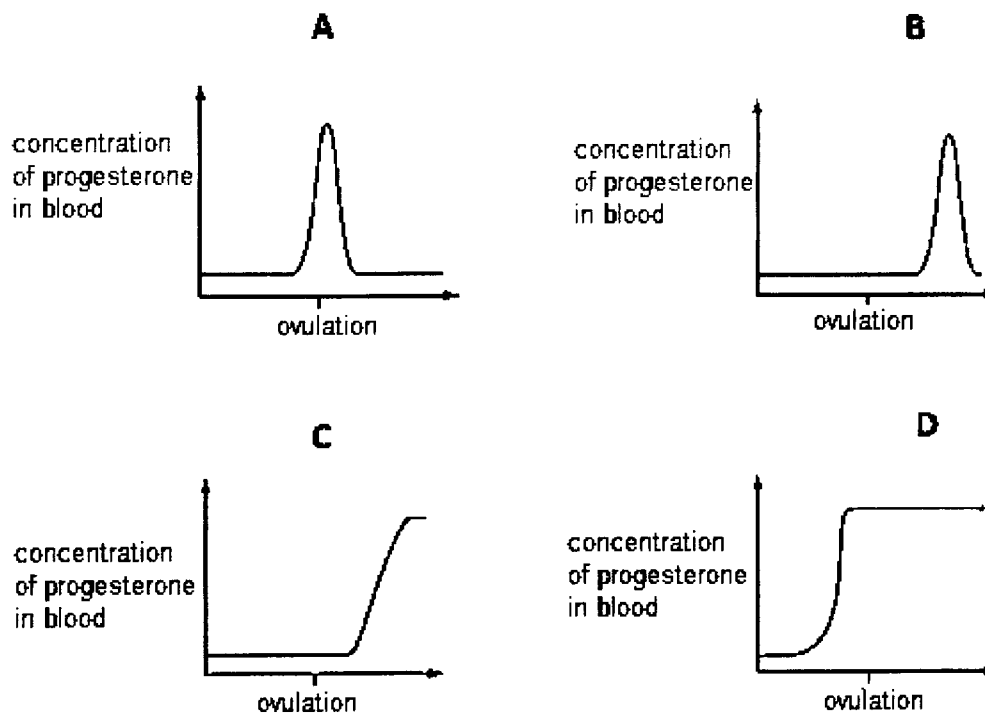 A
concentration
of progesterone
in blood
ovulation
B
concentration
of progesterone
in blood
ovulation
C
concentration
of progesterone
in blood
ovulation
D
concentration
of progesterone
in blood
ovulation